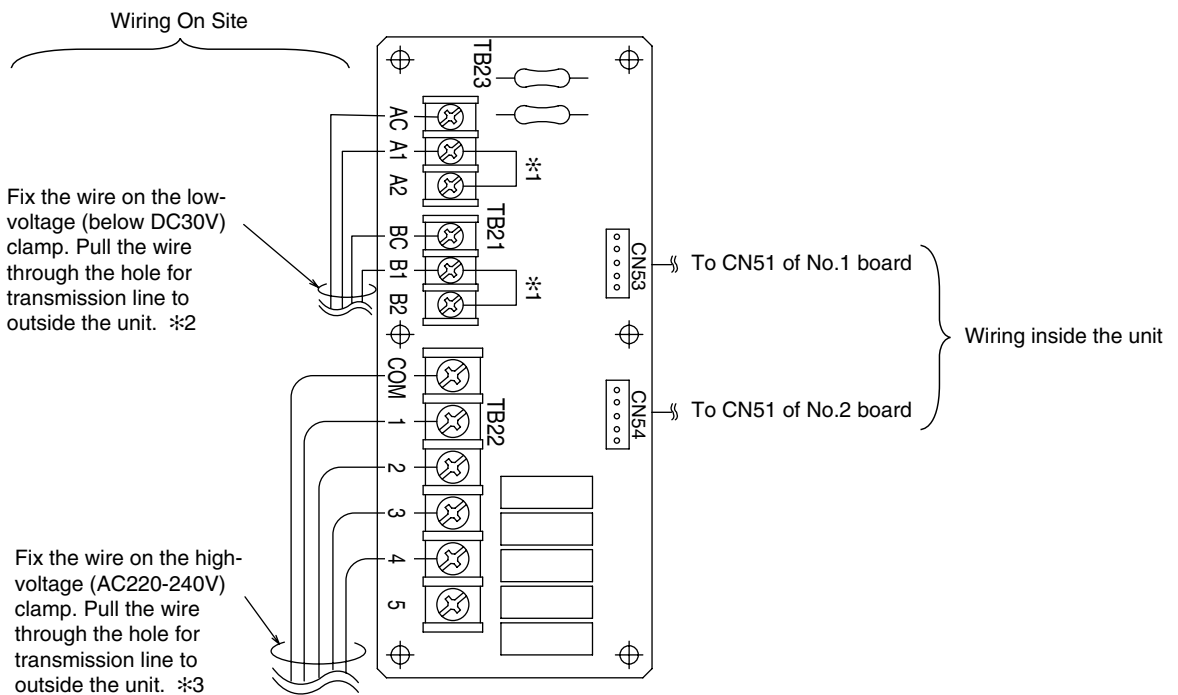 Wiring On Site
Fix the wire on the low-
voltage (below DC30V)
clamp. Pull the wire
through the hole for
transmission line to
outside the unit. ✻2
Fix the wire on the high-
voltage (AC220-240V)
clamp. Pull the wire
through the hole for
transmission line to
outside the unit. ✻3
TB23
AC
A1
A2
✻1
TB21
BC
B1
B2
✻1
COM
1
2
3
4
5
TB22
CN53
To CN51 of No.1 board
CN54
To CN51 of No.2 board
Wiring inside the unit